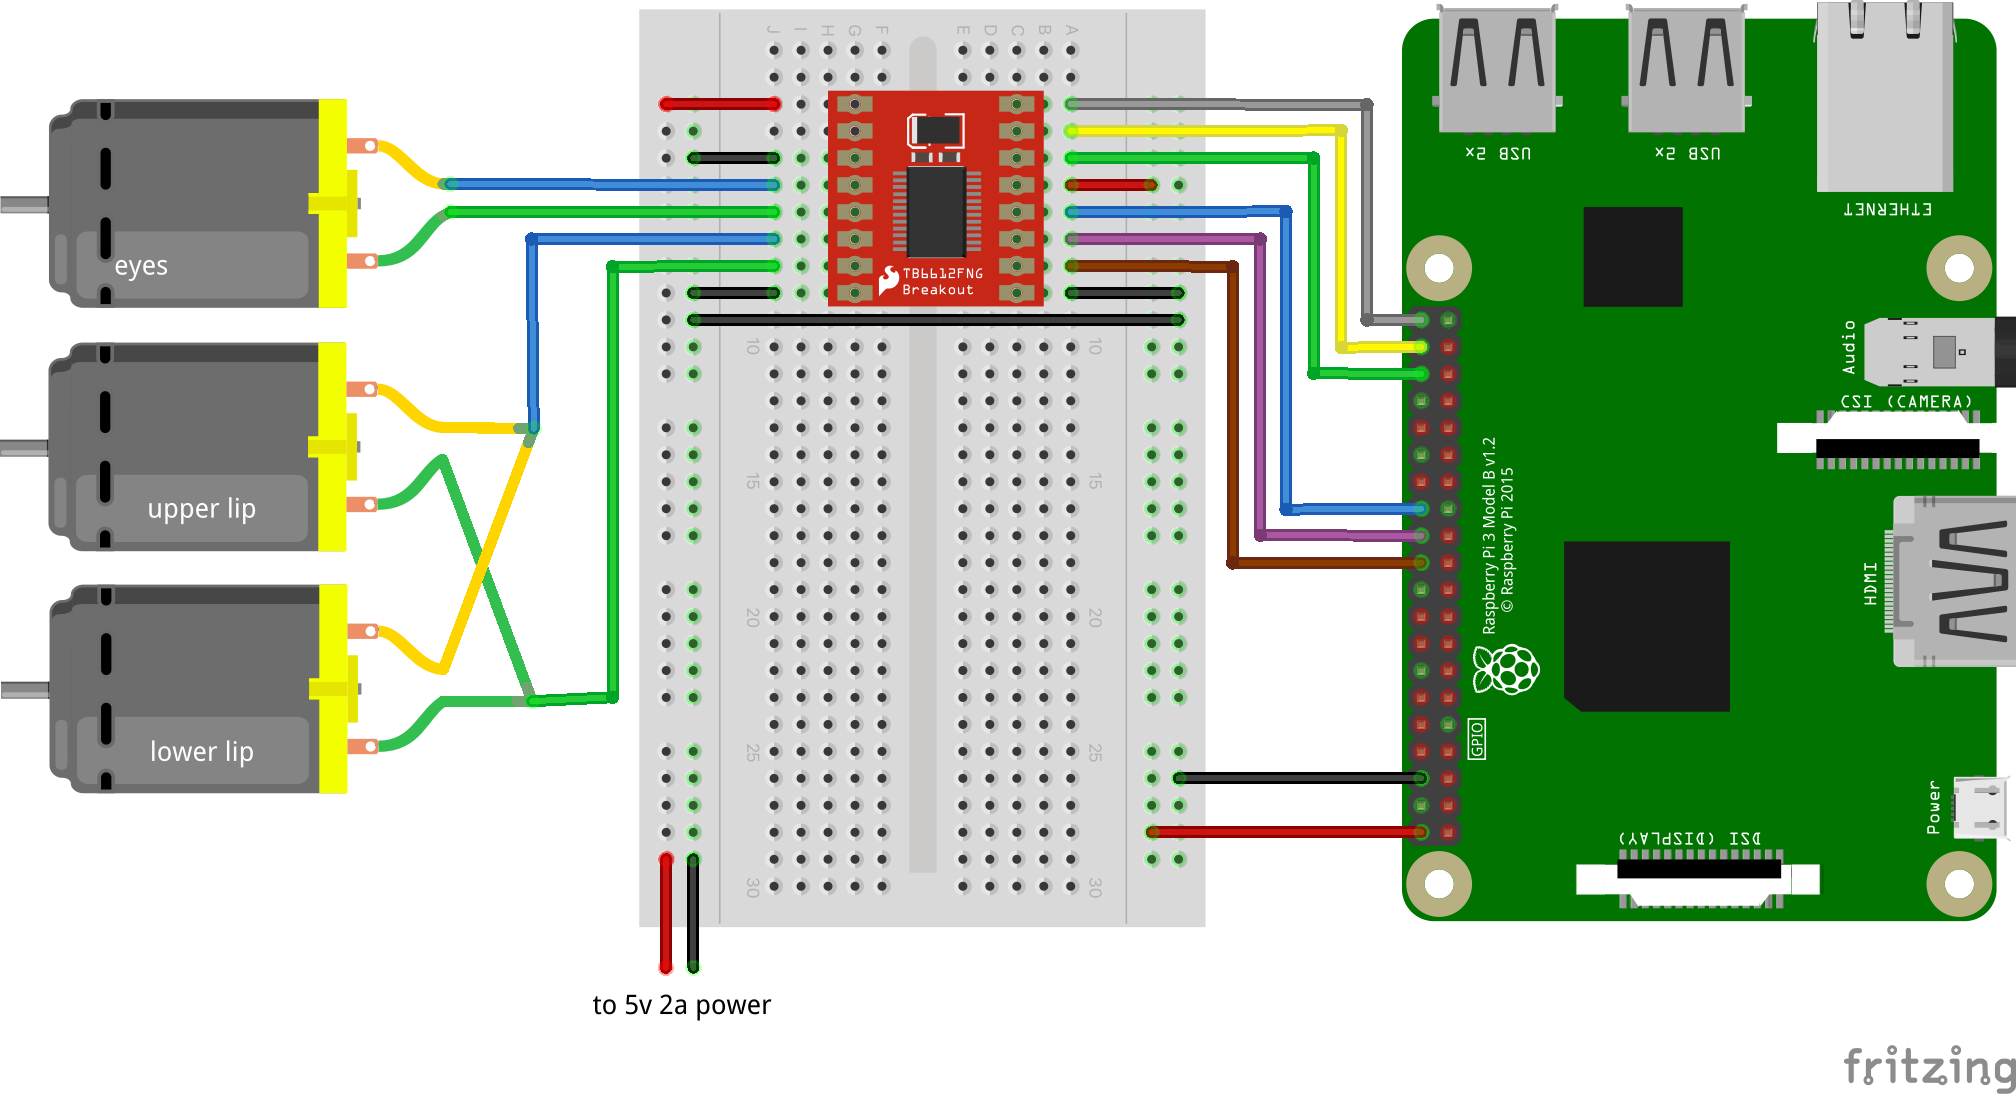 eyes
upper lip
lower lip
J I H G F
E D C B A
10
10
15
15
20
20
25
25
30
30
TB6612FNG
Breakout
to 5v 2a power
USB 2x
USB 2x
ETHERNET
Audio
CSI (CAMERA)
Raspberry Pi 3 Model B v1.2
© Raspberry Pi 2015
HDMI
GPIO
Power
DSI (DISPLAY)
fritzing